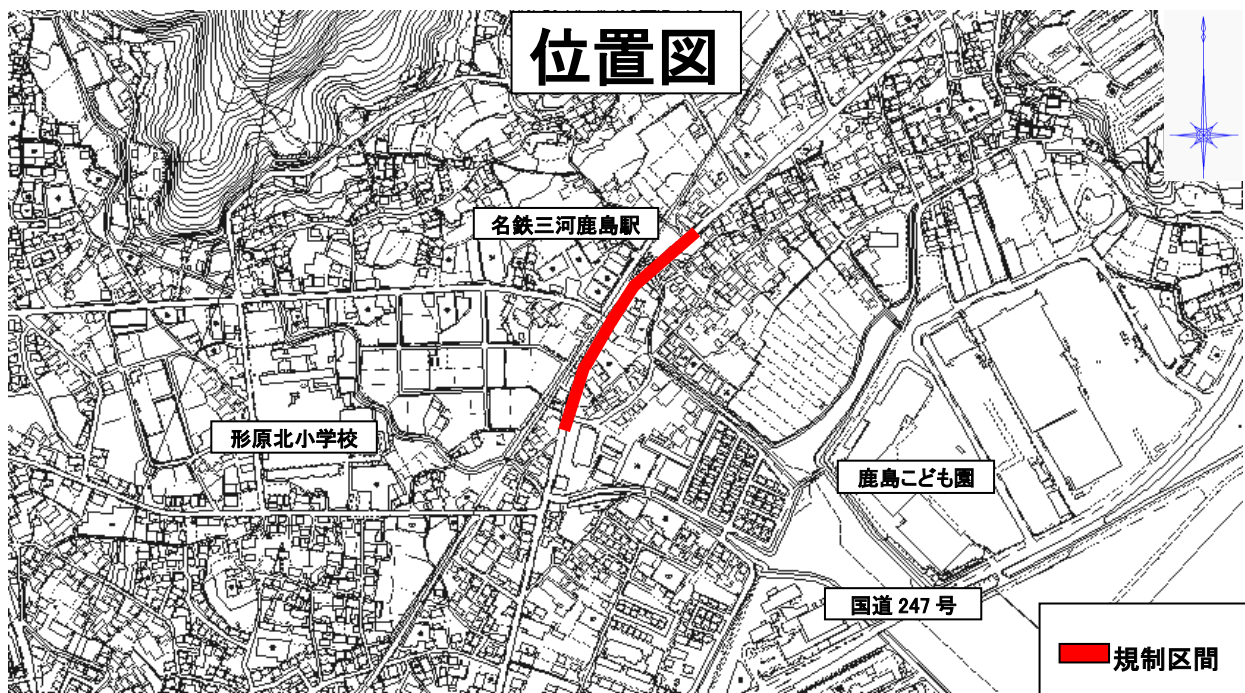 位置図
名鉄三河鹿島駅
形原北小学校
鹿島こども園
国道 247 号
規制区間